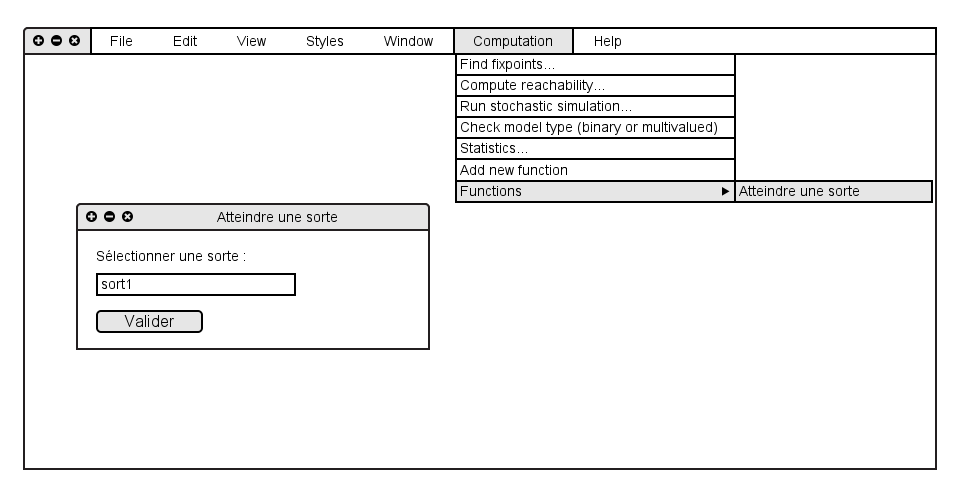 File Edit View Styles Window Computation Help
Find fixpoints...
Compute reachability...
Run stochastic simulation...
Check model type (binary or multivalued)
Statistics...
Add new function
Functions ▶ Atteindre une sorte
Atteindre une sorte
Sélectionner une sorte :
sort1
Valider